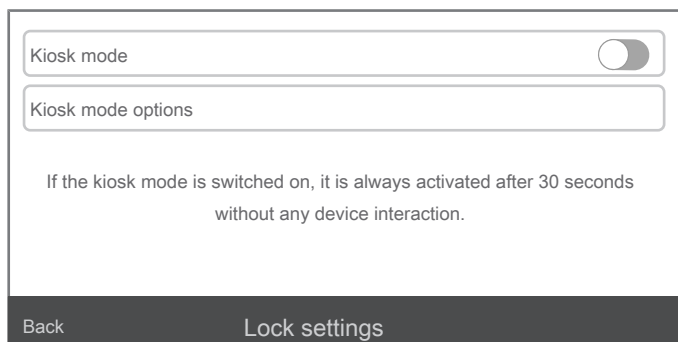 Kiosk mode
Kiosk mode options
If the kiosk mode is switched on, it is always activated after 30 seconds
without any device interaction.
Back Lock settings